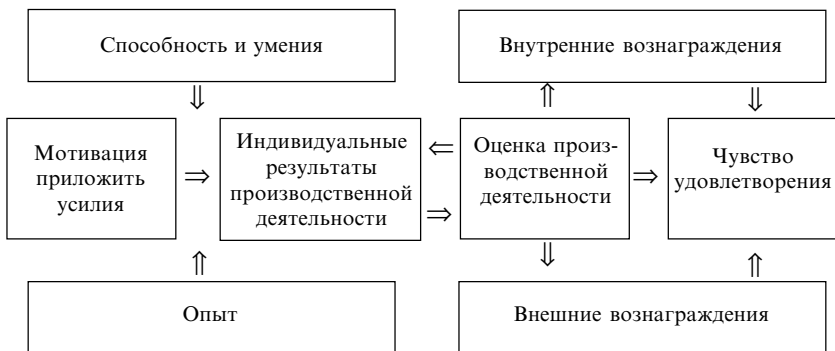 Способность и умения
Внутренние вознаграждения
Мотивация
приложить
усилия
Индивидуальные
результаты
производственной
деятельности
Оценка произ-
водственной
деятельности
Чувство
удовлетворения
Опыт
Внешние вознаграждения